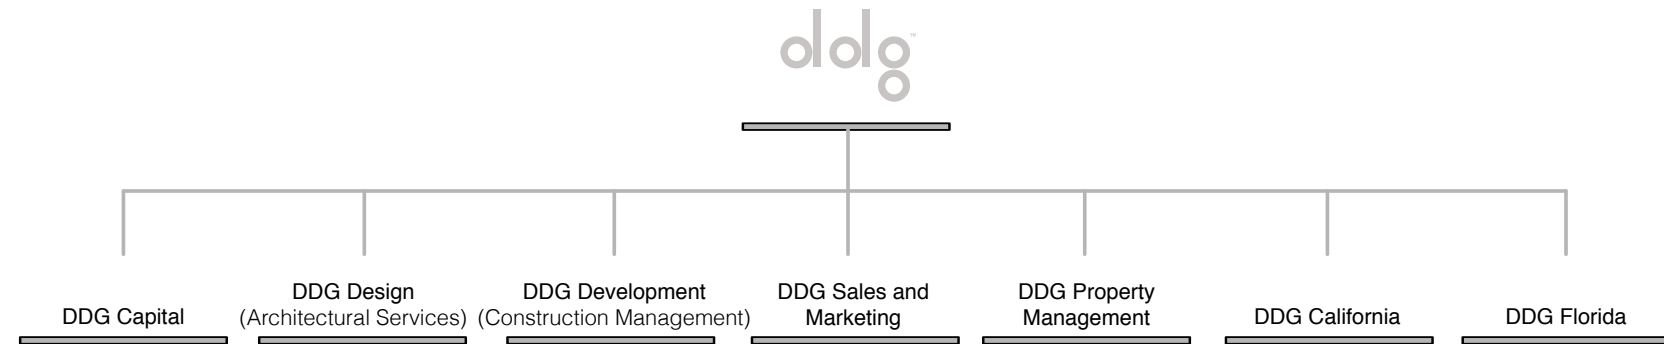 ddg™
DDG Capital
DDG Design
(Architectural Services)
DDG Development
(Construction Management)
DDG Sales and
Marketing
DDG Property
Management
DDG California
DDG Florida